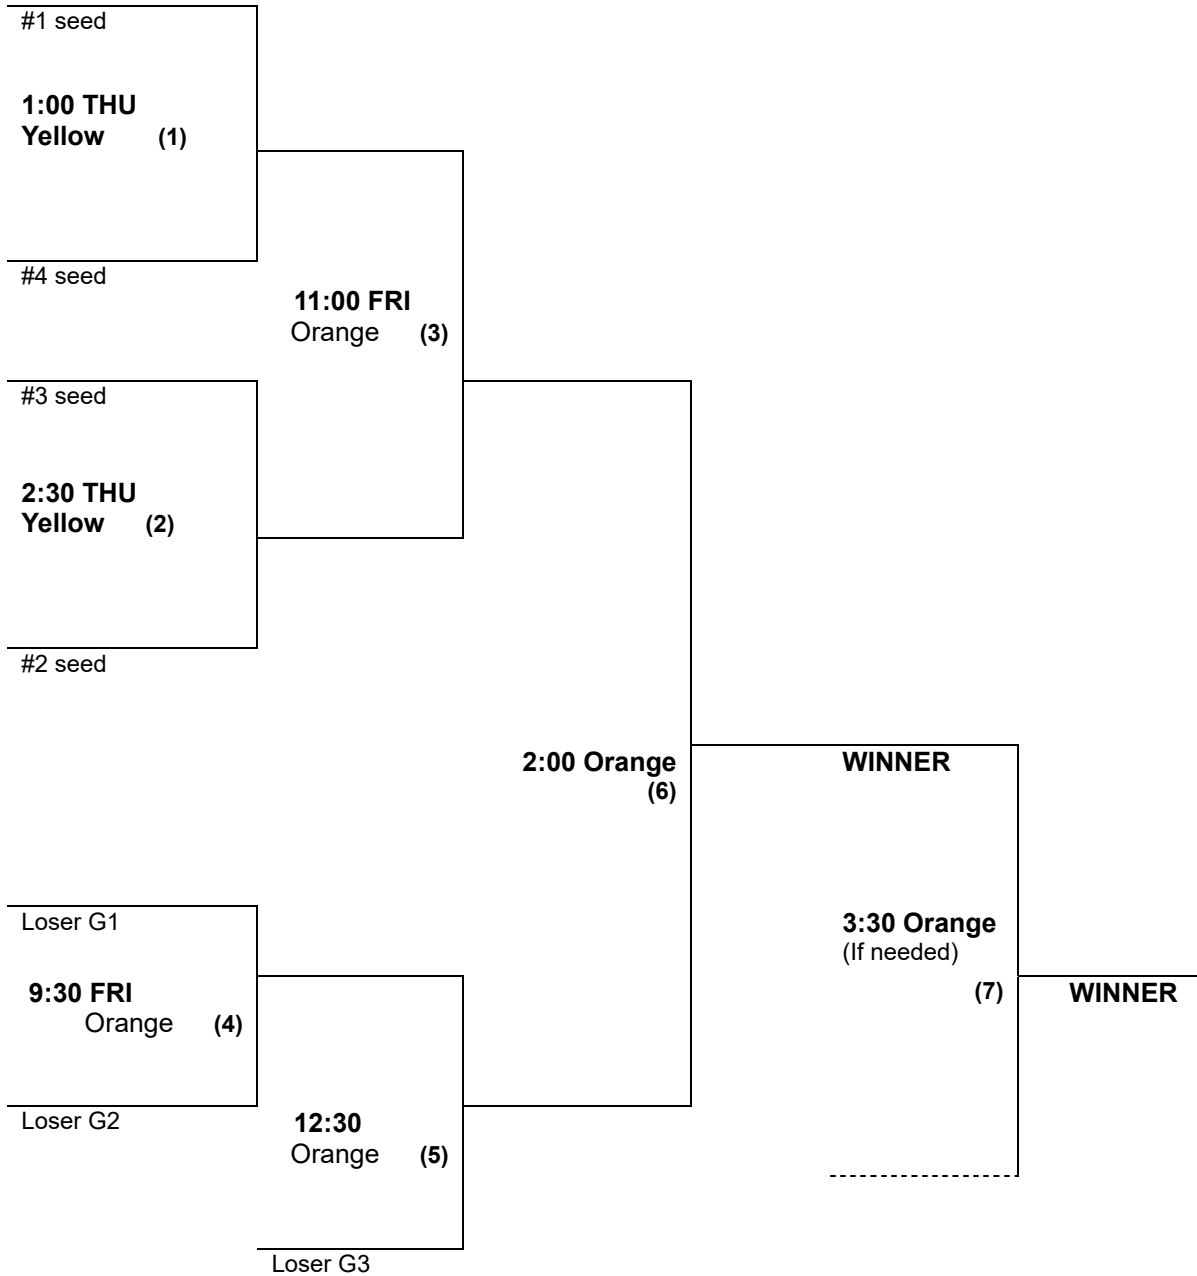 #1 seed
1:00 THU
Yellow (1)
#4 seed
11:00 FRI
Orange (3)
#3 seed
2:30 THU
Yellow (2)
#2 seed
2:00 Orange
(6)
WINNER
Loser G1
9:30 FRI
Orange (4)
Loser G2
12:30
Orange (5)
Loser G3
3:30 Orange
(If needed)
(7)
WINNER